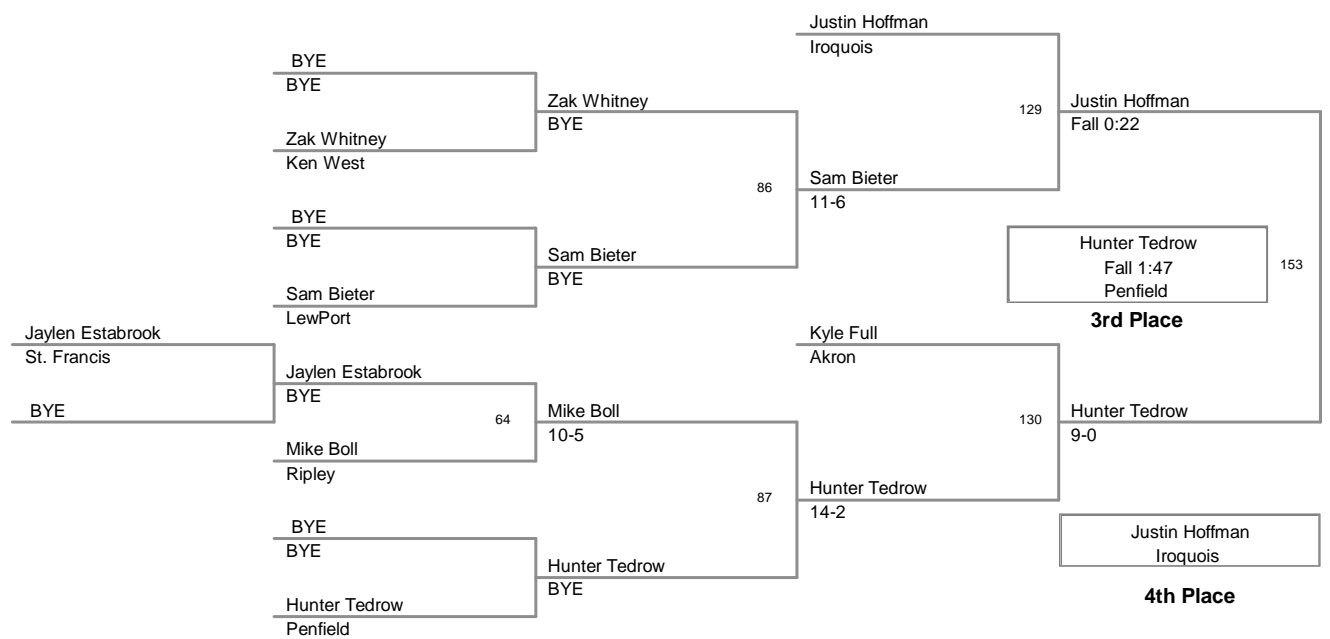 Justin Hoffman
Iroquois
BYE
BYE
Zak Whitney
BYE
129
Justin Hoffman
Fall 0:22
Zak Whitney
Ken West
86
Sam Bieter
11-6
BYE
BYE
Sam Bieter
BYE
Hunter Tedrow
Fall 1:47
Penfield
153
3rd Place
Sam Bieter
LewPort
Jaylen Estabrook
St. Francis
Kyle Full
Akron
Jaylen Estabrook
BYE
BYE
64
Mike Boll
10-5
130
Hunter Tedrow
9-0
Mike Boll
Ripley
87
Hunter Tedrow
14-2
BYE
BYE
Justin Hoffman
Iroquois
4th Place
Hunter Tedrow
BYE
Hunter Tedrow
Penfield